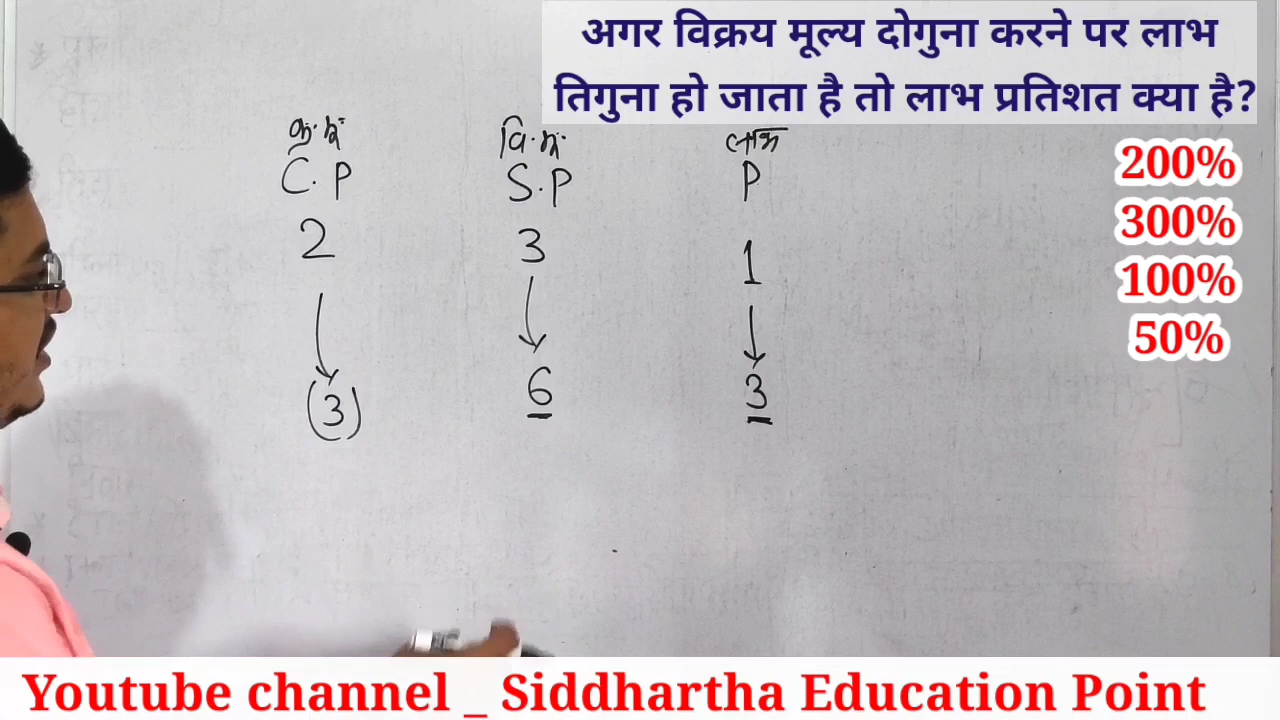 अगर विक्रय मूल्य दोगुना करने पर लाभ
तिगुना हो जाता है तो लाभ प्रतिशत क्या है?
200%
300%
100%
50%
क्र. मू. वि. मू. लाभ
C.P S.P P
2 3 1
(3) 6 3
Youtube channel _ Siddhartha Education Point